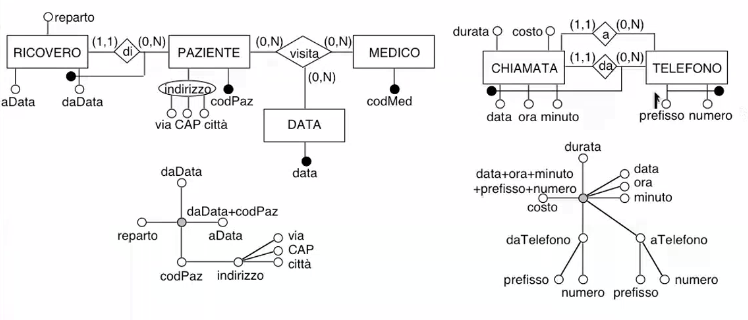 reparto
RICOVERO
(1,1)
di
(0,N)
PAZIENTE
(0,N)
visita
(0,N)
MEDICO
(0,N)
aData
daData
indirizzo
codPaz
codMed
via CAP città
DATA
data
durata
costo
(1,1)
a
(0,N)
CHIAMATA
(1,1)
da
(0,N)
TELEFONO
data
ora
minuto
prefisso
numero
daData
daData+codPaz
reparto
aData
codPaz
indirizzo
via
CAP
città
durata
data+ora+minuto
+prefisso+numero
costo
data
ora
minuto
daTelefono
aTelefono
prefisso
numero
prefisso
numero